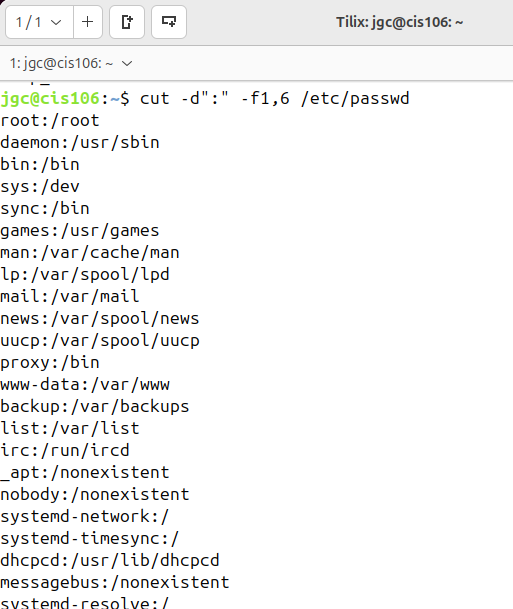 1 / 1
Tilix: jgc@cis106: ~
1: jgc@cis106: ~
jgc@cis106:~$ cut -d":" -f1,6 /etc/passwd
root:/root
daemon:/usr/sbin
bin:/bin
sys:/dev
sync:/bin
games:/usr/games
man:/var/cache/man
lp:/var/spool/lpd
mail:/var/mail
news:/var/spool/news
uucp:/var/spool/uucp
proxy:/bin
www-data:/var/www
backup:/var/backups
list:/var/list
irc:/run/ircd
_apt:/nonexistent
nobody:/nonexistent
systemd-network:/
systemd-timesync:/
dhcpcd:/usr/lib/dhcpcd
messagebus:/nonexistent
systemd-resolve:/